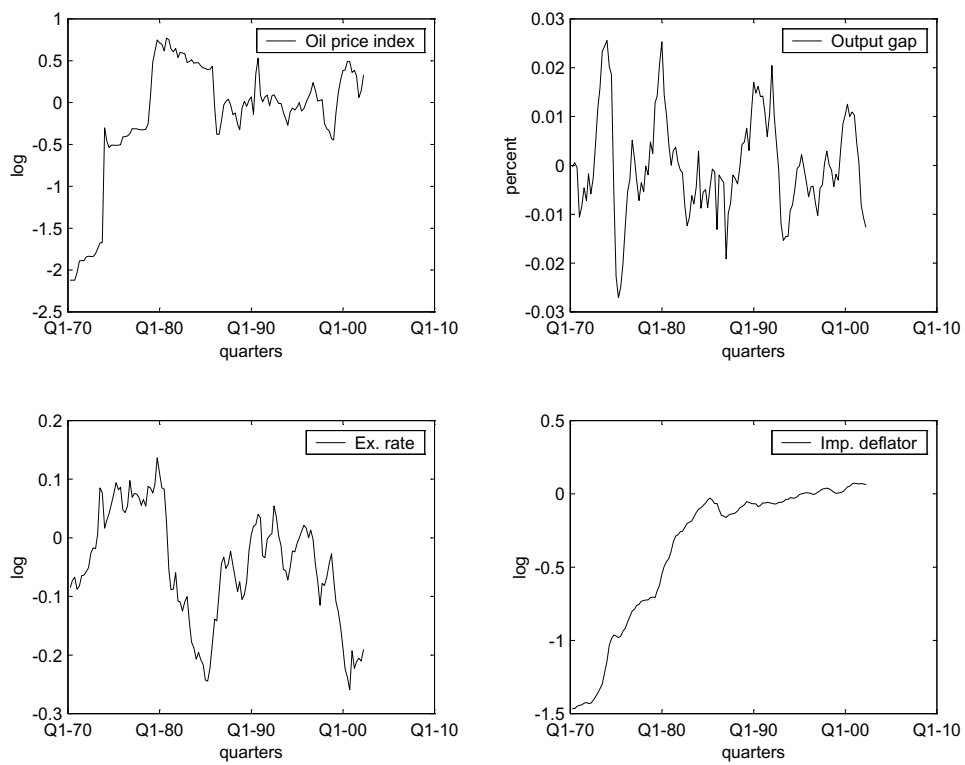 1
0.5
0
-0.5
-1
-1.5
-2
-2.5
log
Oil price index
Q1-70 Q1-80 Q1-90 Q1-00 Q1-10
quarters
0.03
0.02
0.01
0
-0.01
-0.02
-0.03
percent
Output gap
Q1-70 Q1-80 Q1-90 Q1-00 Q1-10
quarters
0.2
0.1
0
-0.1
-0.2
-0.3
log
Ex. rate
Q1-70 Q1-80 Q1-90 Q1-00 Q1-10
quarters
0.5
0
-0.5
-1
-1.5
log
Imp. deflator
Q1-70 Q1-80 Q1-90 Q1-00 Q1-10
quarters